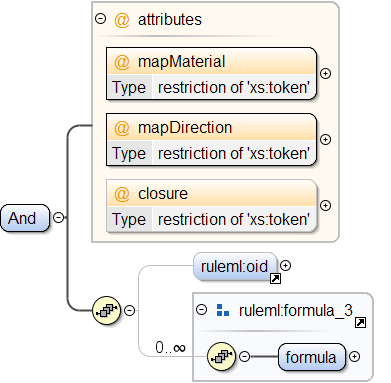 @ attributes
@ mapMaterial
Type restriction of 'xs:token'
@ mapDirection
Type restriction of 'xs:token'
@ closure
Type restriction of 'xs:token'
And
ruleml:oid
ruleml:formula_3
0..∞
formula